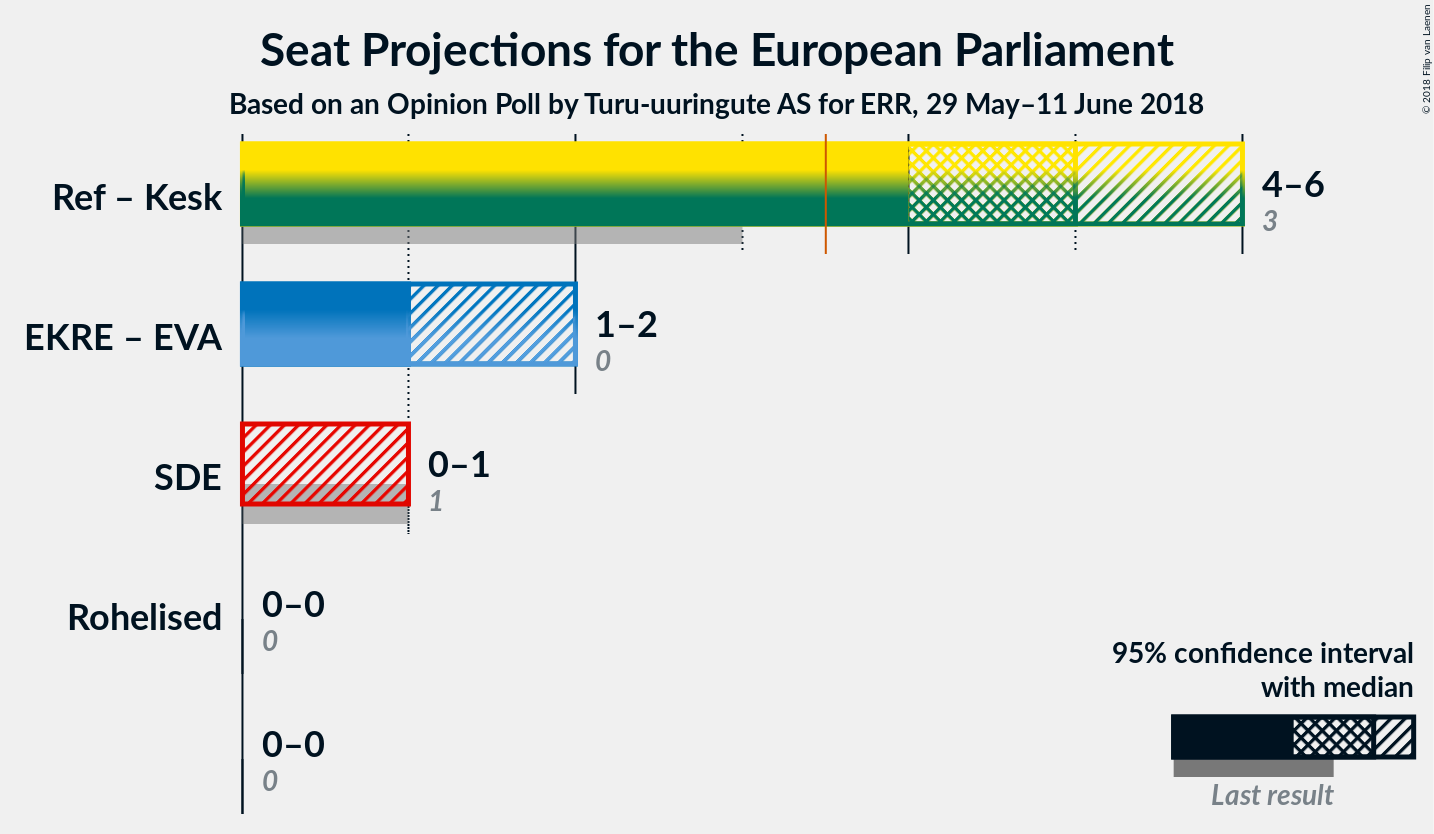 Seat Projections for the European Parliament
Based on an Opinion Poll by Turu-uuringute AS for ERR, 29 May–11 June 2018
© 2018 Filip van Laenen
Ref – Kesk
4–6
3
EKRE – EVA
1–2
0
SDE
0–1
1
Rohelised
0–0
0
0–0
0
95% confidence interval
with median
Last result